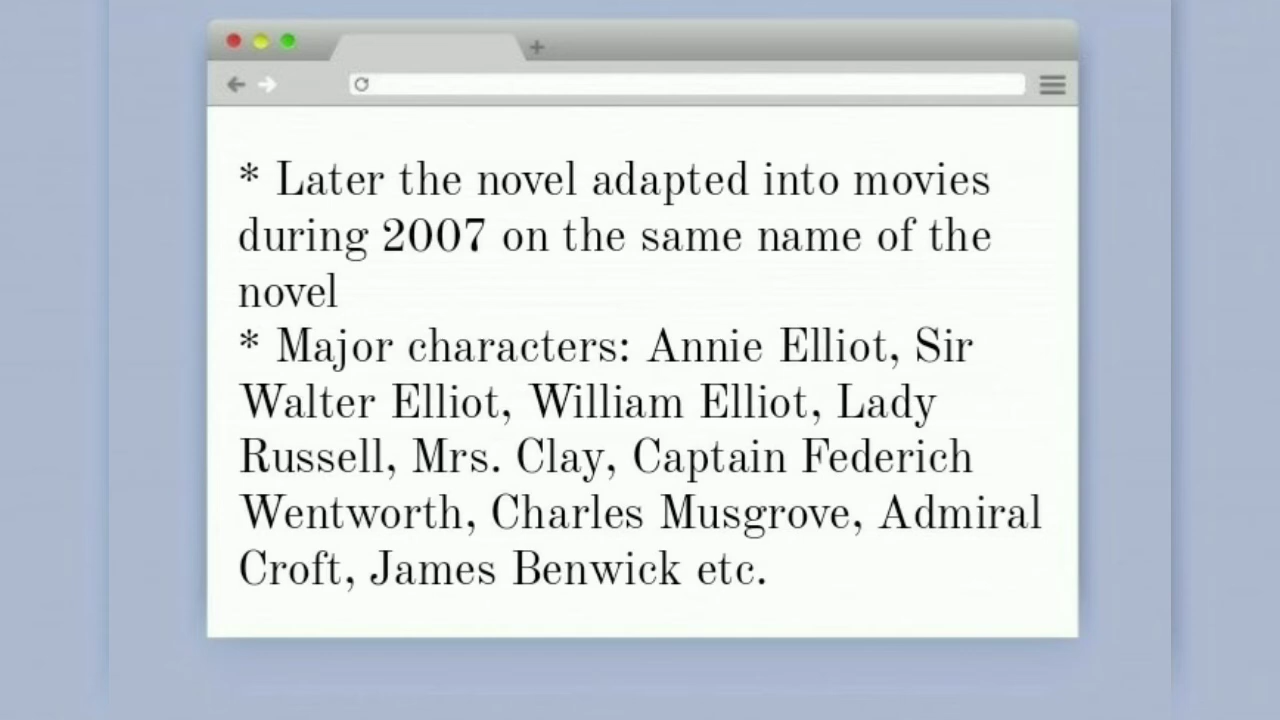 * Later the novel adapted into movies
during 2007 on the same name of the
novel
* Major characters: Annie Elliot, Sir
Walter Elliot, William Elliot, Lady
Russell, Mrs. Clay, Captain Federich
Wentworth, Charles Musgrove, Admiral
Croft, James Benwick etc.